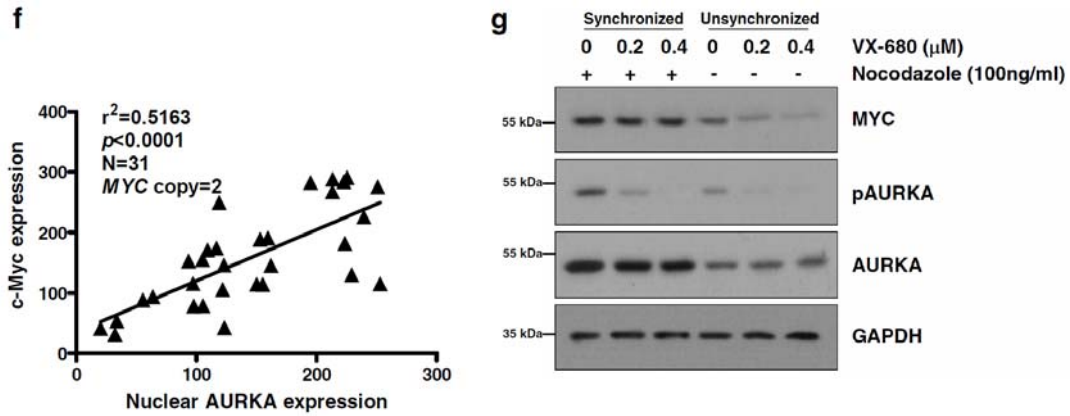 f
400
300
200
100
0
0
100
200
300
c-Myc expression
Nuclear AURKA expression
r²=0.5163
p<0.0001
N=31
MYC copy=2
g
Synchronized Unsynchronized
0 0.2 0.4 0 0.2 0.4 VX-680 (μM)
+ + + - - - Nocodazole (100ng/ml)
55 kDa MYC
55 kDa pAURKA
55 kDa AURKA
35 kDa GAPDH